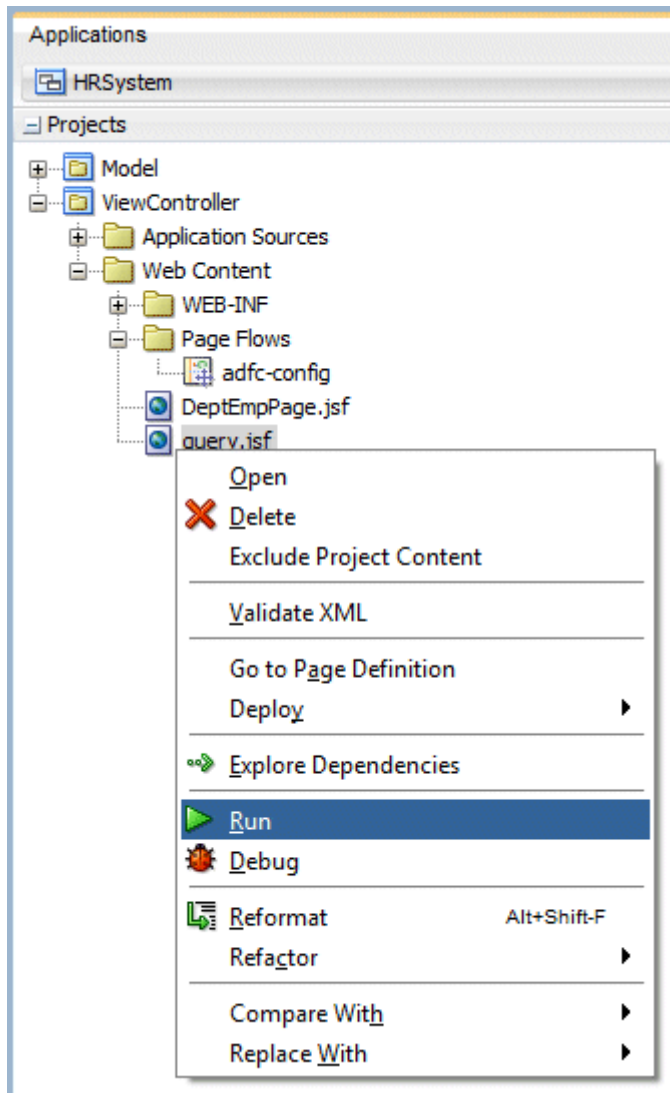 Applications
HRSystem
Projects
Model
ViewController
Application Sources
Web Content
WEB-INF
Page Flows
adfc-config
DeptEmpPage.jsf
query.jsf
Open
Delete
Exclude Project Content
Validate XML
Go to Page Definition
Deploy
Explore Dependencies
Run
Debug
Reformat Alt+Shift-F
Refactor
Compare With
Replace With